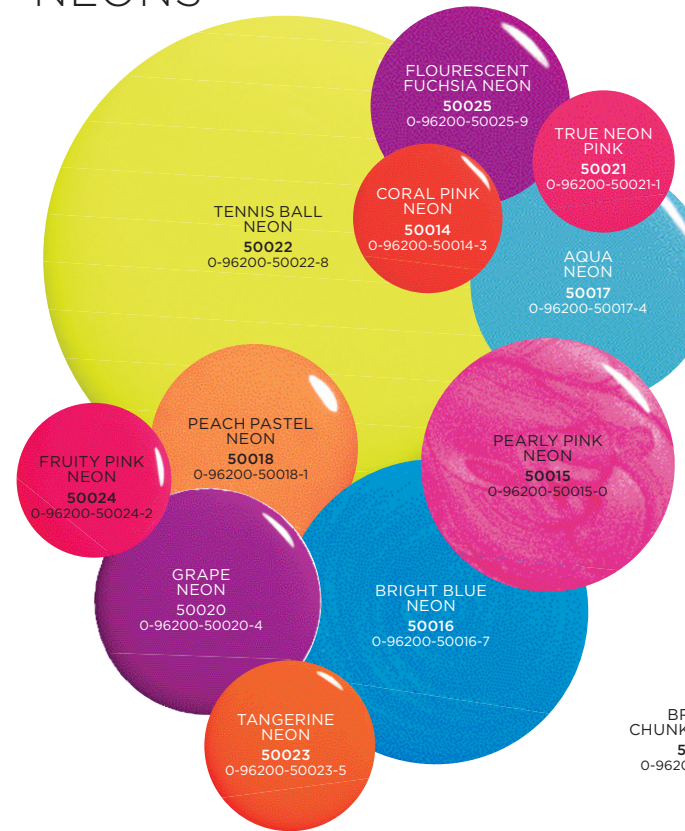 NEONS
FLOURESCENT
FUCHSIA NEON
50025
0-96200-50025-9
TRUE NEON
PINK
50021
0-96200-50021-1
CORAL PINK
NEON
50014
0-96200-50014-3
TENNIS BALL
NEON
50022
0-96200-50022-8
AQUA
NEON
50017
0-96200-50017-4
PEACH PASTEL
NEON
50018
0-96200-50018-1
PEARLY PINK
NEON
50015
0-96200-50015-0
FRUITY PINK
NEON
50024
0-96200-50024-2
GRAPE
NEON
50020
0-96200-50020-4
BRIGHT BLUE
NEON
50016
0-96200-50016-7
TANGERINE
NEON
50023
0-96200-50023-5